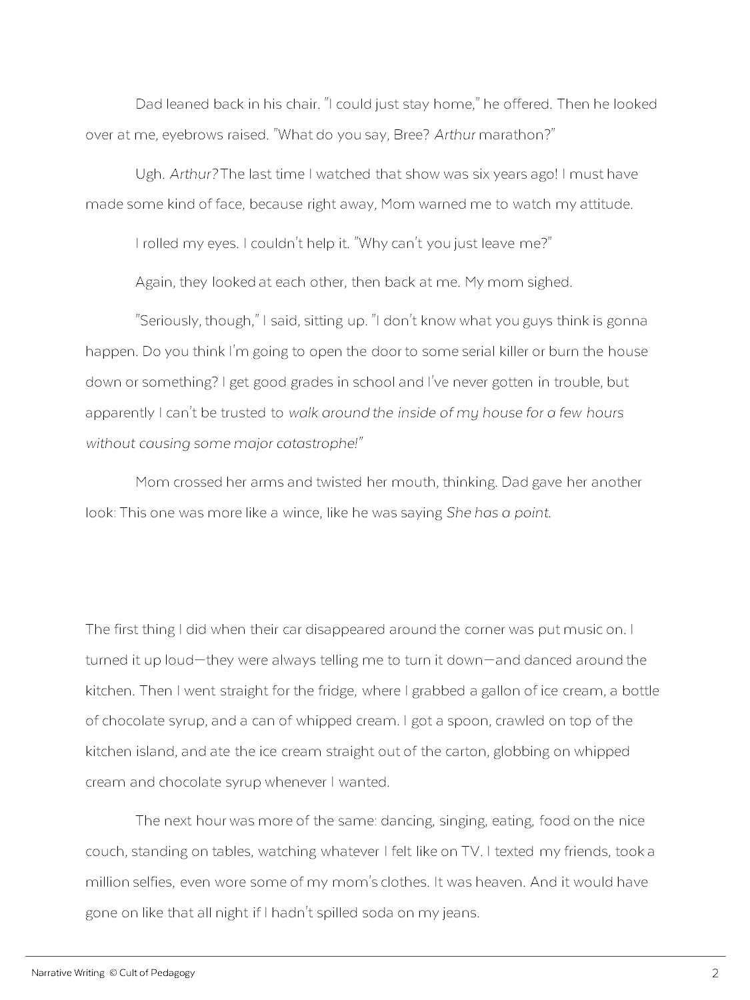 Dad leaned back in his chair. "I could just stay home," he offered. Then he looked
over at me, eyebrows raised. "What do you say, Bree? Arthur marathon?"
Ugh. Arthur? The last time I watched that show was six years ago! I must have
made some kind of face, because right away, Mom warned me to watch my attitude.
I rolled my eyes. I couldn't help it. "Why can't you just leave me?"
Again, they looked at each other, then back at me. My mom sighed.
"Seriously, though," I said, sitting up. "I don't know what you guys think is gonna
happen. Do you think I'm going to open the door to some serial killer or burn the house
down or something? I get good grades in school and I've never gotten in trouble, but
apparently I can't be trusted to walk around the inside of my house for a few hours
without causing some major catastrophe!"
Mom crossed her arms and twisted her mouth, thinking. Dad gave her another
look: This one was more like a wince, like he was saying She has a point.
The first thing I did when their car disappeared around the corner was put music on. I
turned it up loud—they were always telling me to turn it down—and danced around the
kitchen. Then I went straight for the fridge, where I grabbed a gallon of ice cream, a bottle
of chocolate syrup, and a can of whipped cream. I got a spoon, crawled on top of the
kitchen island, and ate the ice cream straight out of the carton, globbing on whipped
cream and chocolate syrup whenever I wanted.
The next hour was more of the same: dancing, singing, eating, food on the nice
couch, standing on tables, watching whatever I felt like on TV. I texted my friends, took a
million selfies, even wore some of my mom's clothes. It was heaven. And it would have
gone on like that all night if I hadn't spilled soda on my jeans.
Narrative Writing © Cult of Pedagogy 2